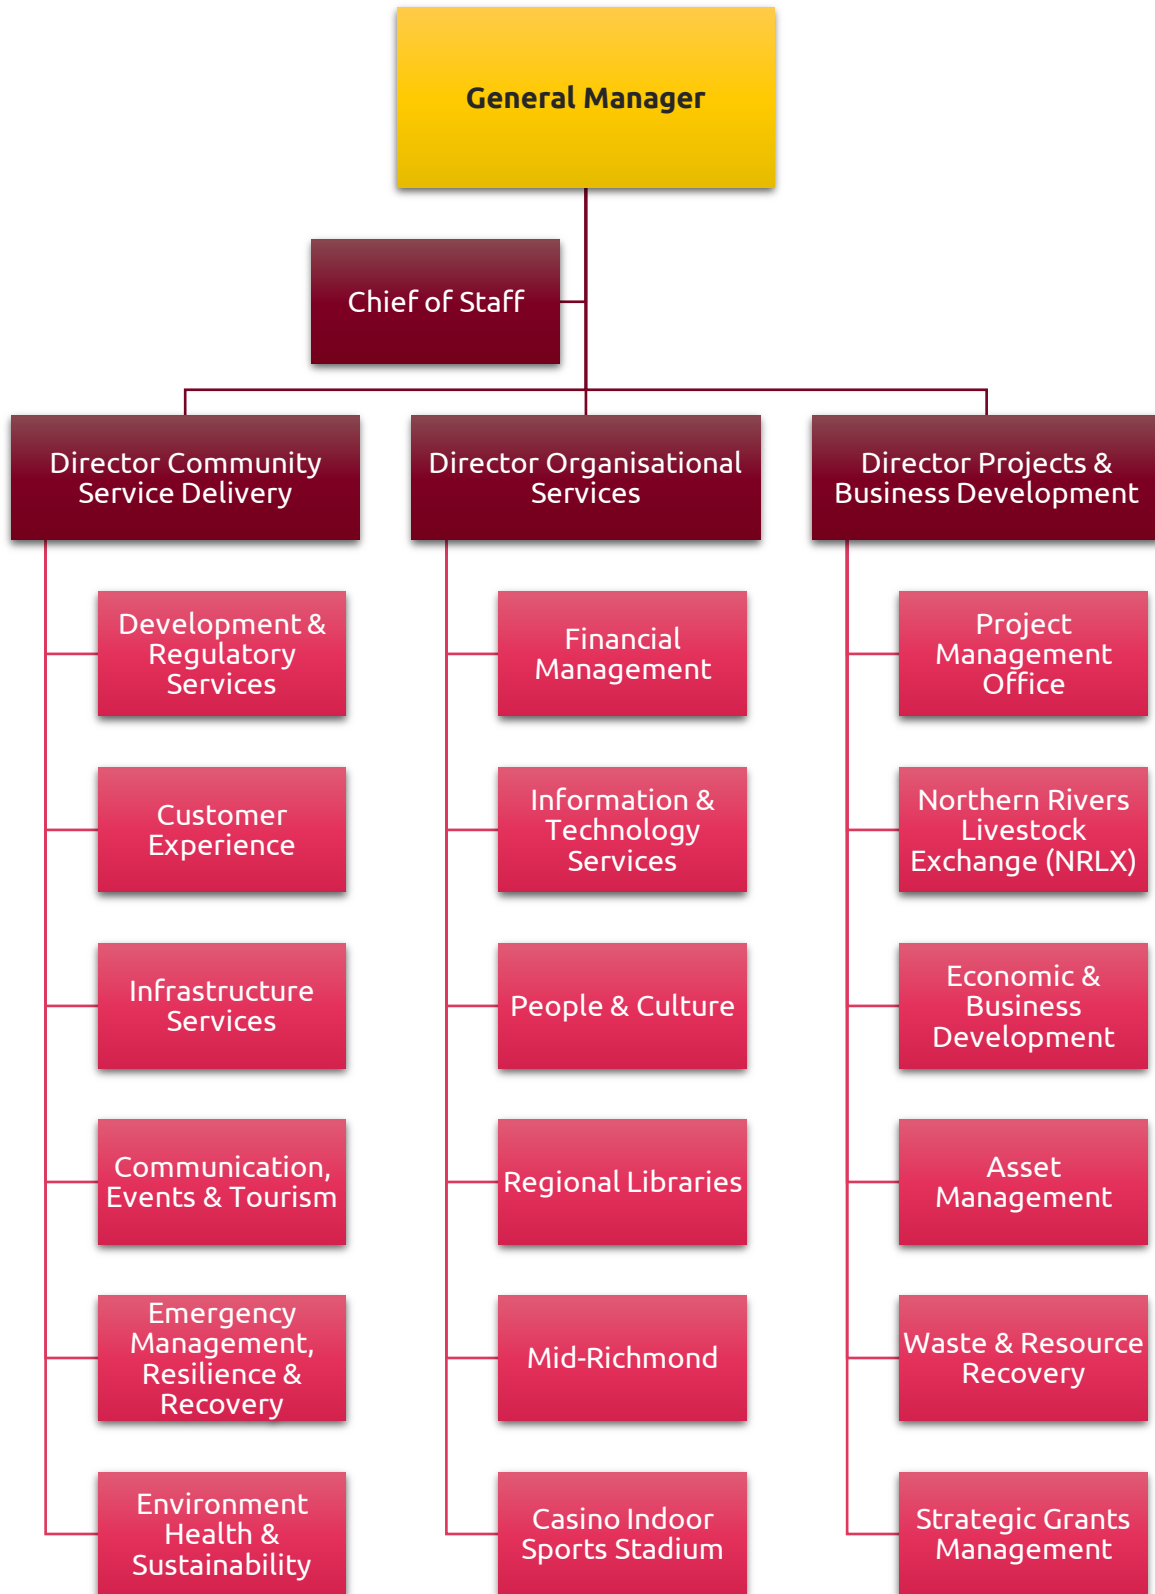 General Manager
Chief of Staff
Director Community
Service Delivery
Director Organisational
Services
Director Projects &
Business Development
Development &
Regulatory
Services
Customer
Experience
Infrastructure
Services
Communication,
Events & Tourism
Emergency
Management,
Resilience &
Recovery
Environment
Health &
Sustainability
Financial
Management
Information &
Technology
Services
People & Culture
Regional Libraries
Mid-Richmond
Casino Indoor
Sports Stadium
Project
Management
Office
Northern Rivers
Livestock
Exchange (NRLX)
Economic &
Business
Development
Asset
Management
Waste & Resource
Recovery
Strategic Grants
Management